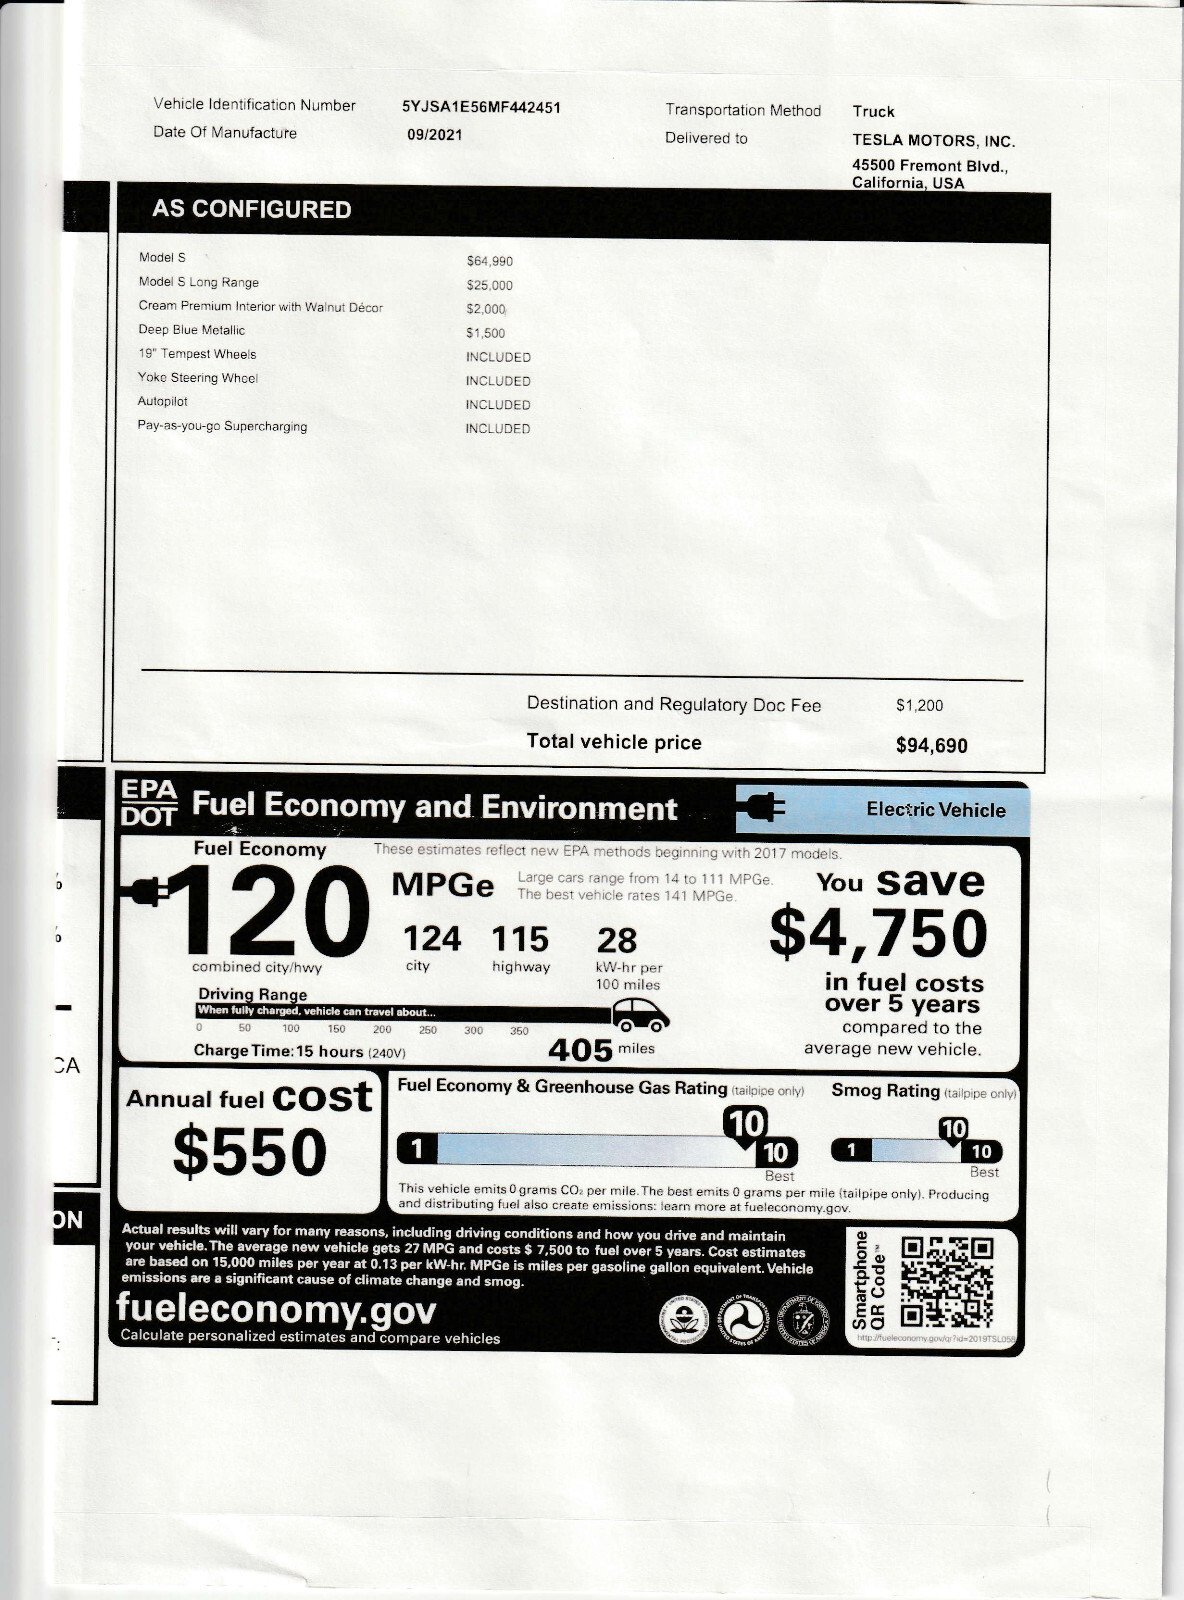 Vehicle Identification Number 5YJSA1E56MF442451 Transportation Method Truck
Date Of Manufacture 09/2021 Delivered to TESLA MOTORS, INC.
45500 Fremont Blvd.,
California, USA
AS CONFIGURED
Model S $64,990
Model S Long Range $25,000
Cream Premium Interior with Walnut Décor $2,000
Deep Blue Metallic $1,500
19" Tempest Wheels INCLUDED
Yoke Steering Wheel INCLUDED
Autopilot INCLUDED
Pay-as-you-go Supercharging INCLUDED
Destination and Regulatory Doc Fee $1,200
Total vehicle price $94,690
EPA
DOT
Fuel Economy and Environment
Electric Vehicle
Fuel Economy
These estimates reflect new EPA methods beginning with 2017 models.
120
MPGe
combined city/hwy
Large cars range from 14 to 111 MPGe.
The best vehicle rates 141 MPGe.
124 115 28
city highway kW-hr per
100 miles
You save
$4,750
in fuel costs
over 5 years
compared to the
average new vehicle.
Driving Range
When fully charged, vehicle can travel about...
0 50 100 150 200 250 300 350
405 miles
Charge Time: 15 hours (240V)
CA
Annual fuel cost
$550
Fuel Economy & Greenhouse Gas Rating (tailpipe only)
1 10 10
Best
Smog Rating (tailpipe only)
1 10 10
Best
This vehicle emits 0 grams CO₂ per mile. The best emits 0 grams per mile (tailpipe only). Producing
and distributing fuel also create emissions: learn more at fueleconomy.gov.
ON
Actual results will vary for many reasons, including driving conditions and how you drive and maintain
your vehicle. The average new vehicle gets 27 MPG and costs $ 7,500 to fuel over 5 years. Cost estimates
are based on 15,000 miles per year at 0.13 per kW-hr. MPGe is miles per gasoline gallon equivalent. Vehicle
emissions are a significant cause of climate change and smog.
fueleconomy.gov
Calculate personalized estimates and compare vehicles
Smartphone
QR Code™
http://fueleconomy.gov/qr?id=2019TSL058